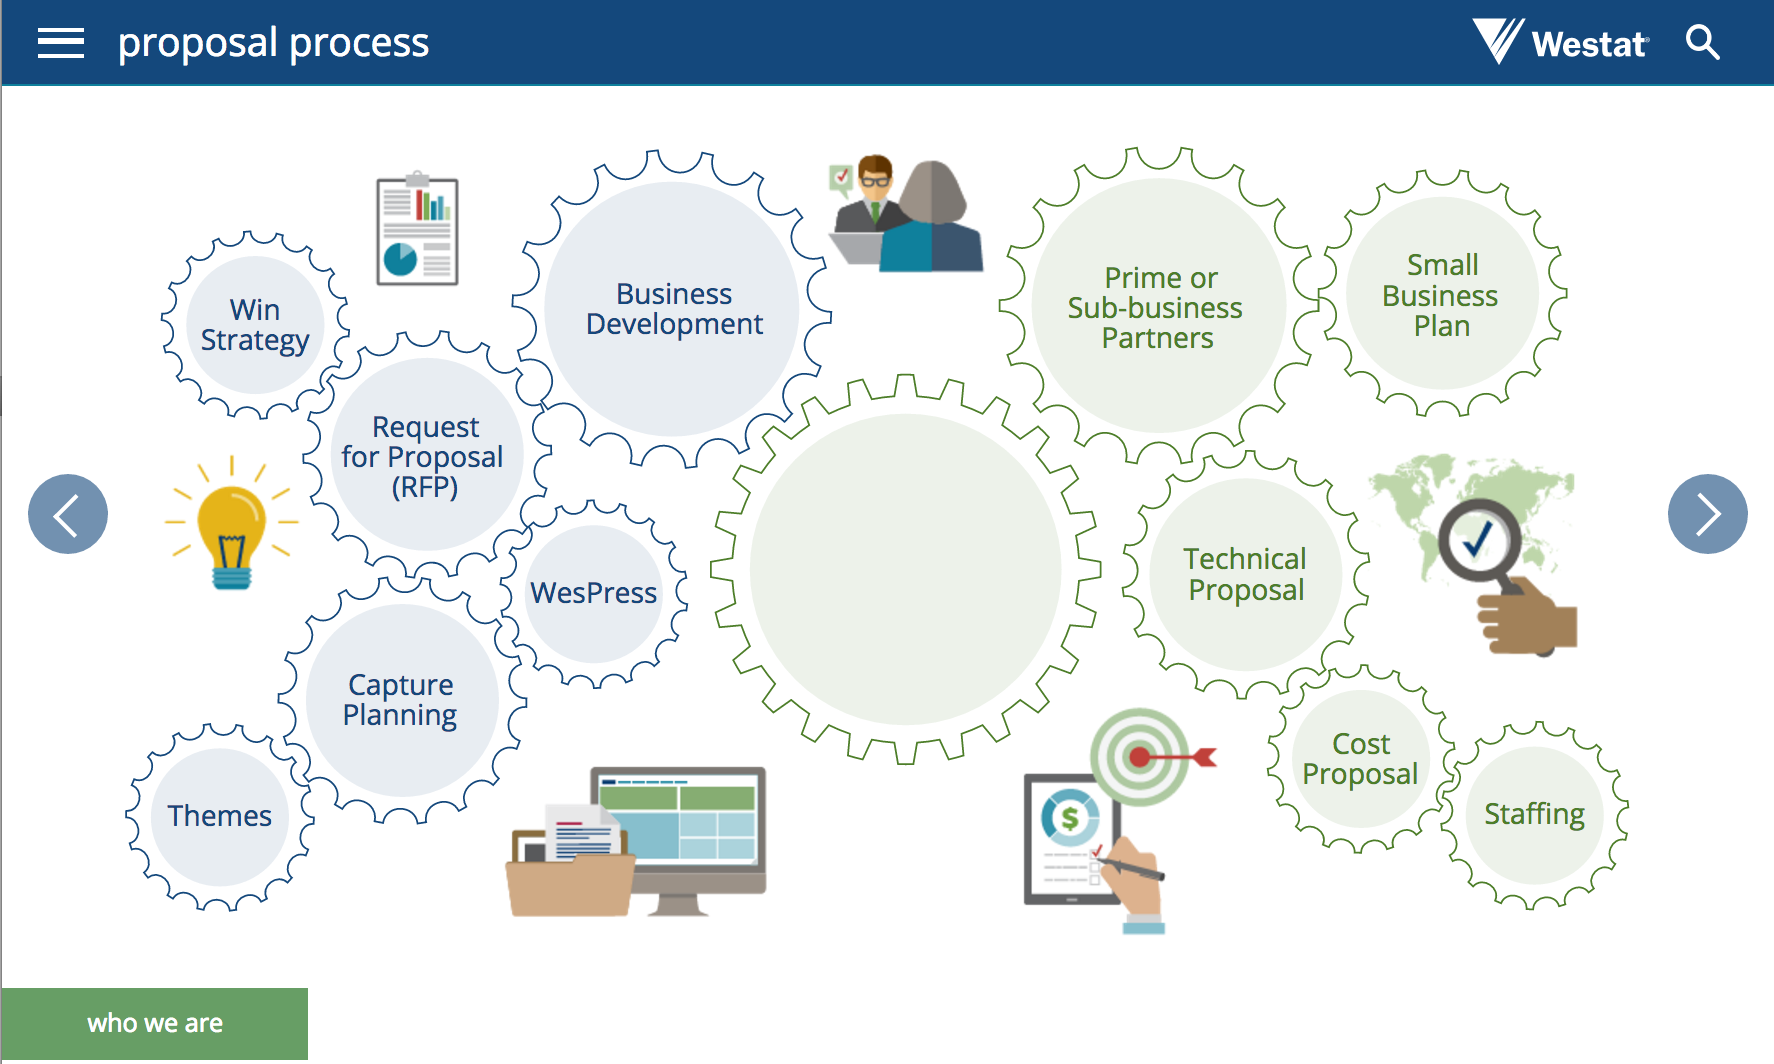 proposal process
Westat
Win
Strategy
Business
Development
Prime or
Sub-business
Partners
Small
Business
Plan
Request
for Proposal
(RFP)
WesPress
Technical
Proposal
Capture
Planning
Cost
Proposal
Themes
Staffing
$
who we are